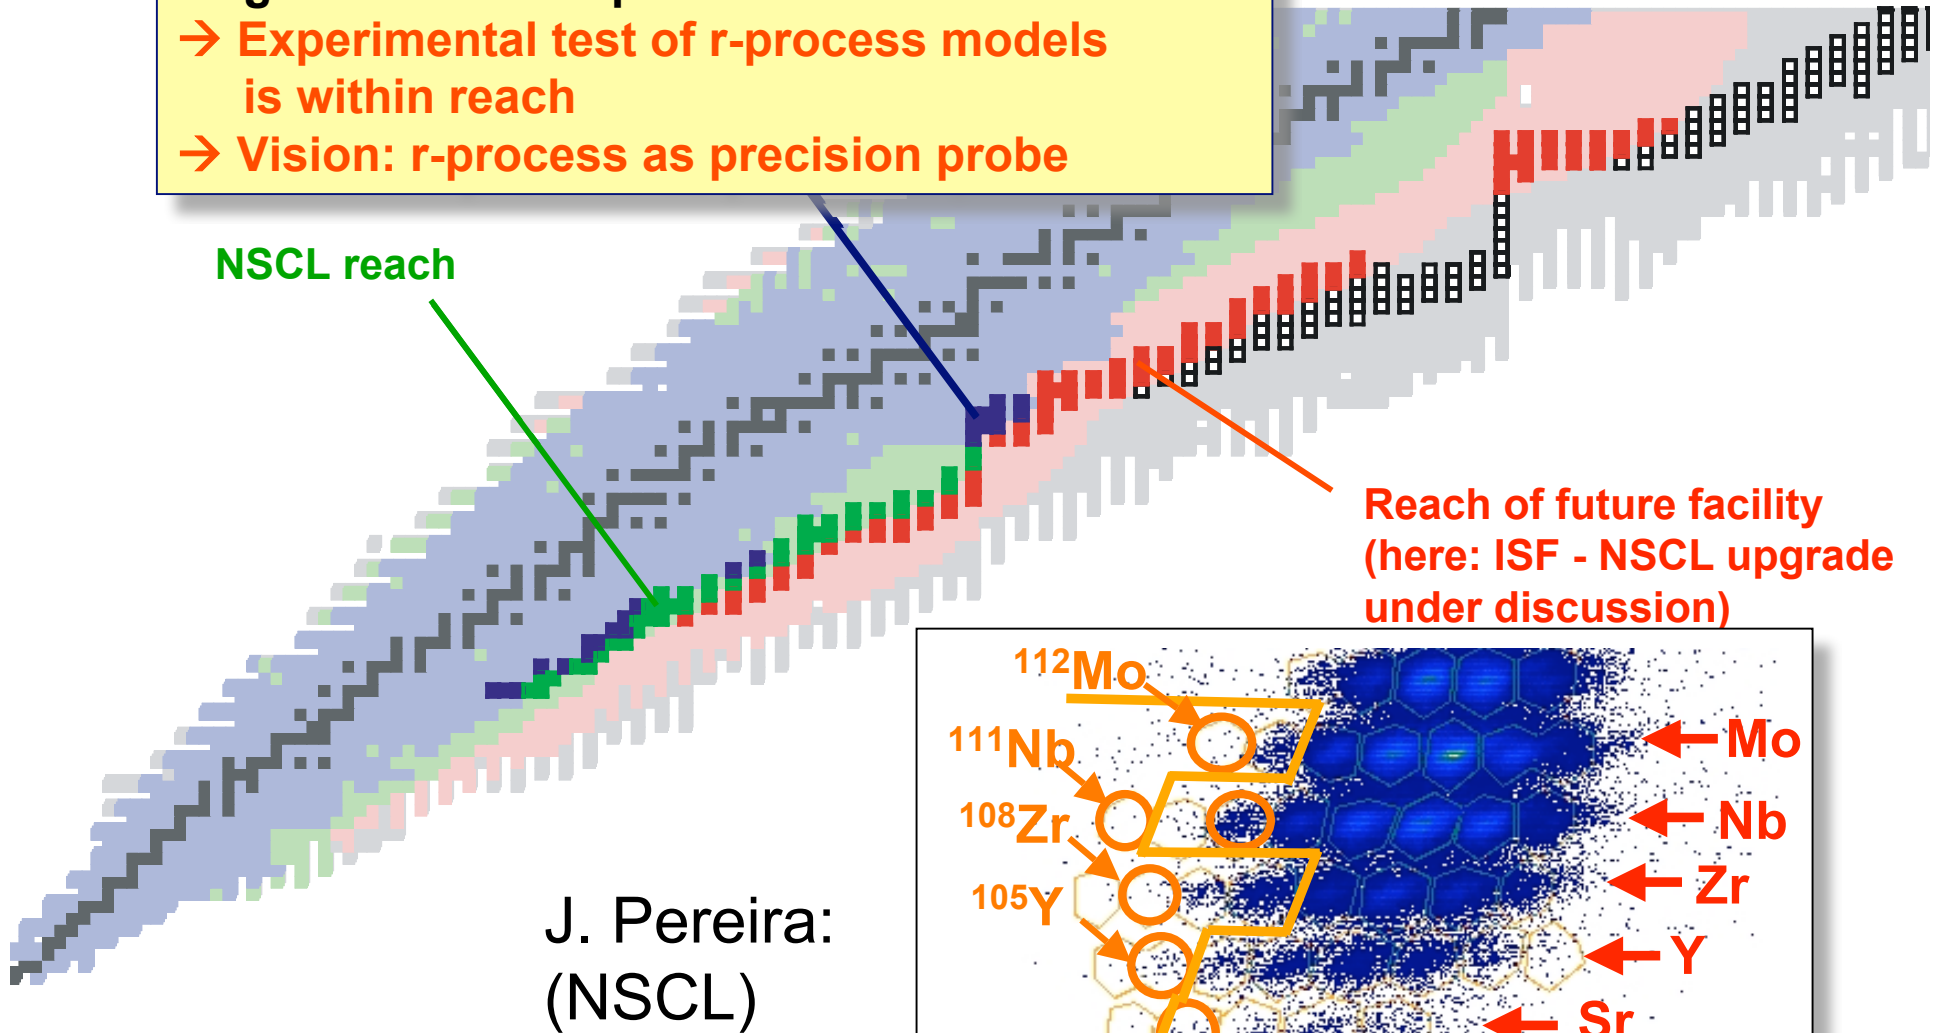 → Experimental test of r-process models
is within reach
→ Vision: r-process as precision probe
NSCL reach
Reach of future facility
(here: ISF - NSCL upgrade
under discussion)
112Mo
111Nb
108Zr
105Y
Mo
Nb
Zr
Y
Sr
J. Pereira:
(NSCL)